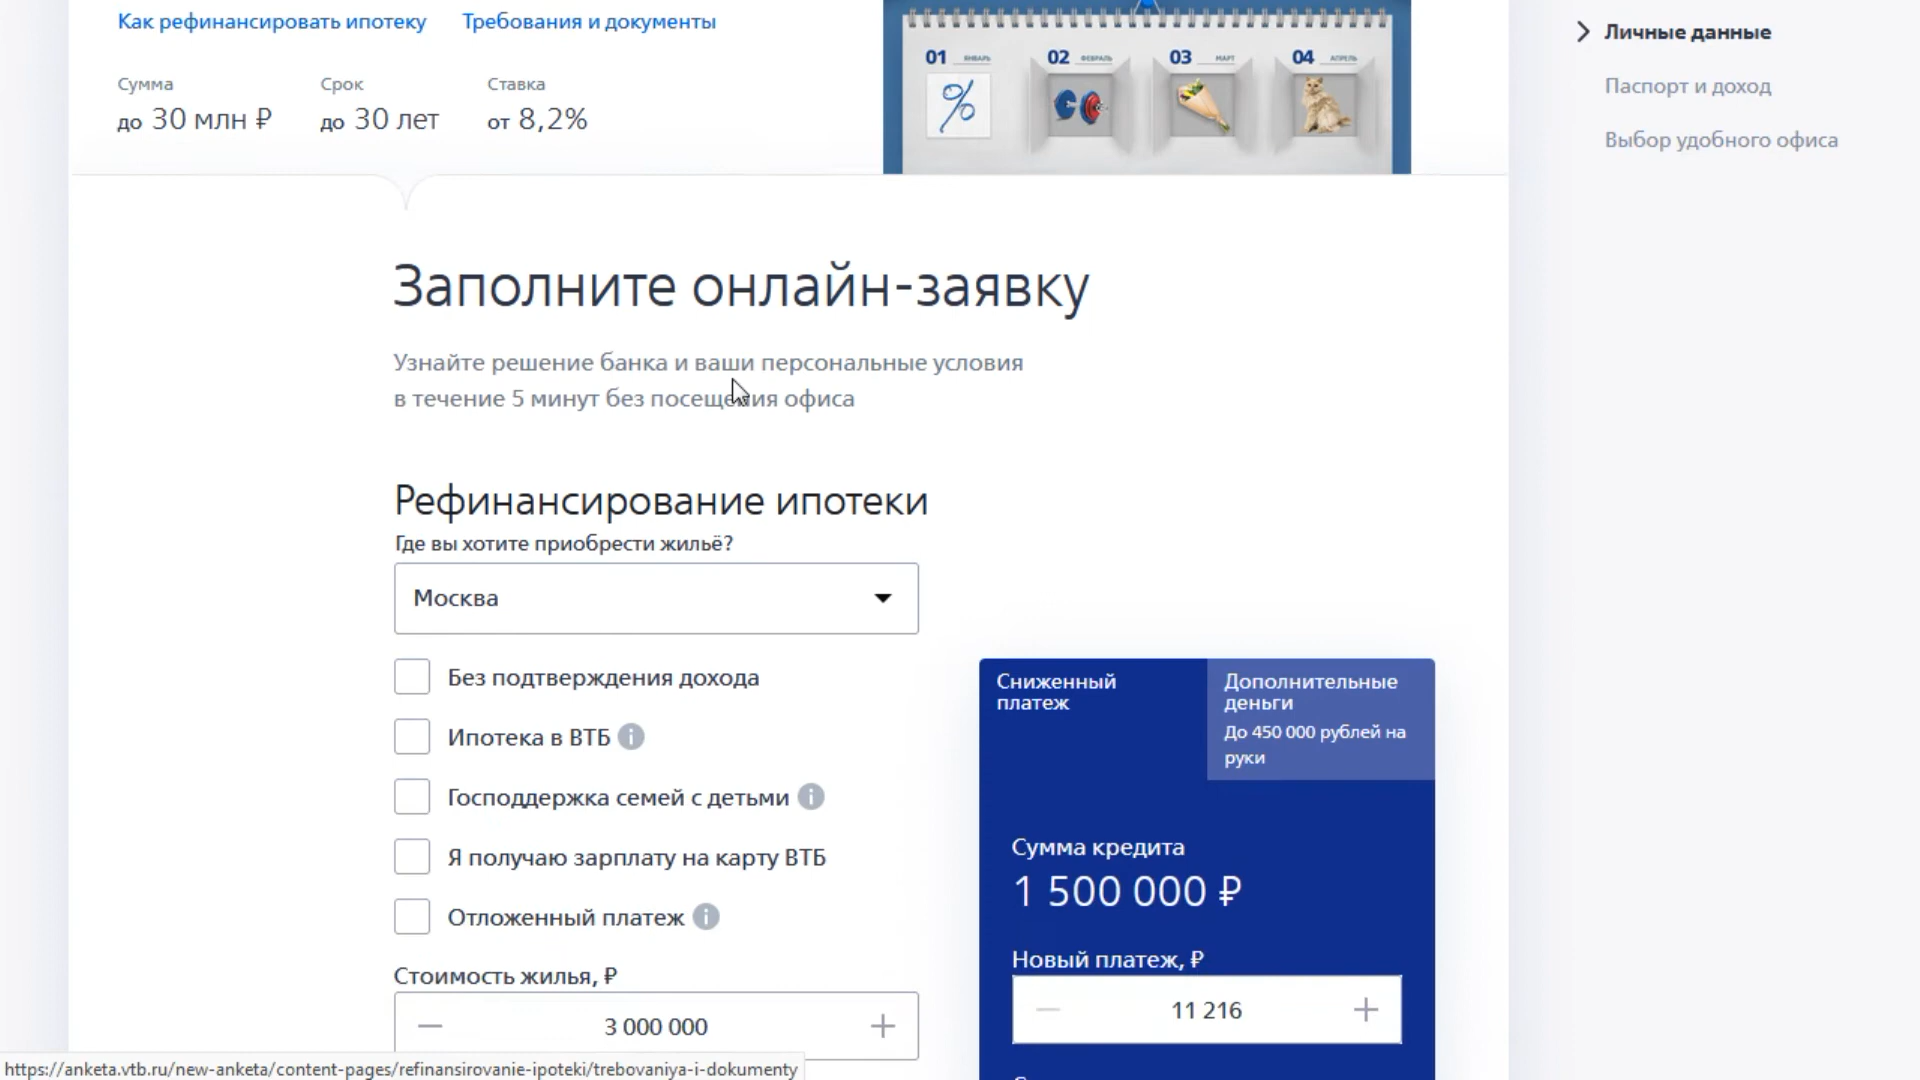 Как рефинансировать ипотеку
Требования и документы
Сумма
до 30 млн ₽
Срок
до 30 лет
Ставка
от 8,2%
01 ЯНВАРЬ
02 ФЕВРАЛЬ
03 МАРТ
04 АПРЕЛЬ
%
Личные данные
Паспорт и доход
Выбор удобного офиса
Заполните онлайн-заявку
Узнайте решение банка и ваши персональные условия
в течение 5 минут без посещения офиса
Рефинансирование ипотеки
Где вы хотите приобрести жильё?
Москва
Без подтверждения дохода
Ипотека в ВТБ
Господдержка семей с детьми
Я получаю зарплату на карту ВТБ
Отложенный платеж
Стоимость жилья, ₽
— 3 000 000 +
Сниженный
платеж
Дополнительные
деньги
До 450 000 рублей на
руки
Сумма кредита
1 500 000 ₽
Новый платеж, ₽
— 11 216 +
https://anketa.vtb.ru/new-anketa/content-pages/refinansirovanie-ipoteki/trebovaniya-i-dokumenty